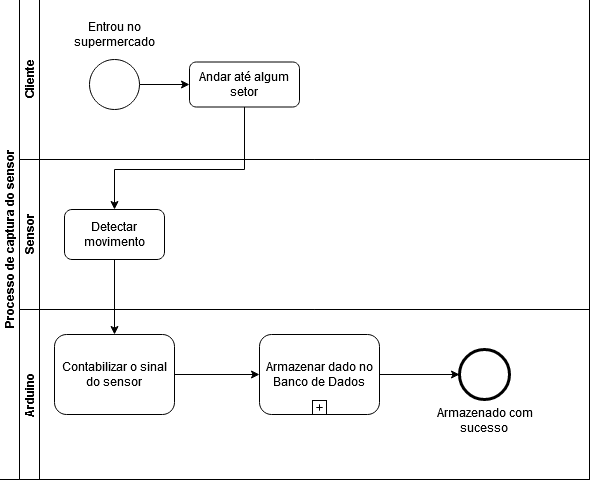 Processo de captura do sensor
Cliente
Entrou no
supermercado
Andar até algum
setor
Sensor
Detectar
movimento
Arduino
Contabilizar o sinal
do sensor
Armazenar dado no
Banco de Dados
+
Armazenado com
sucesso